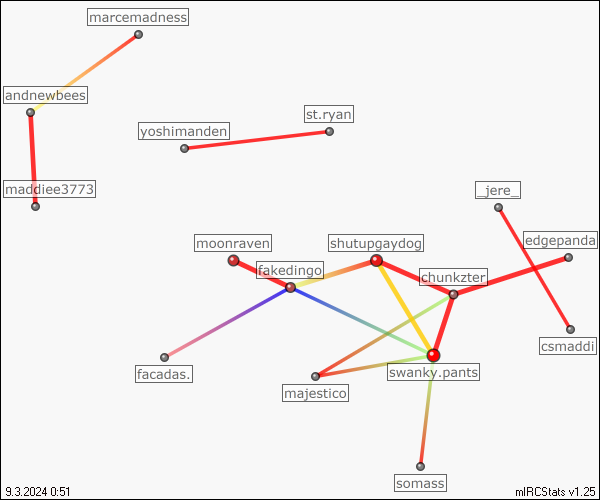 marcemadness
andnewbees
st.ryan
yoshimanden
maddiee3773
_jere_
moonraven
shutupgaydog
edgepanda
fakedingo
chunkzter
csmaddi
facadas.
swanky.pants
majestico
somass
9.3.2024 0:51
mIRCStats v1.25